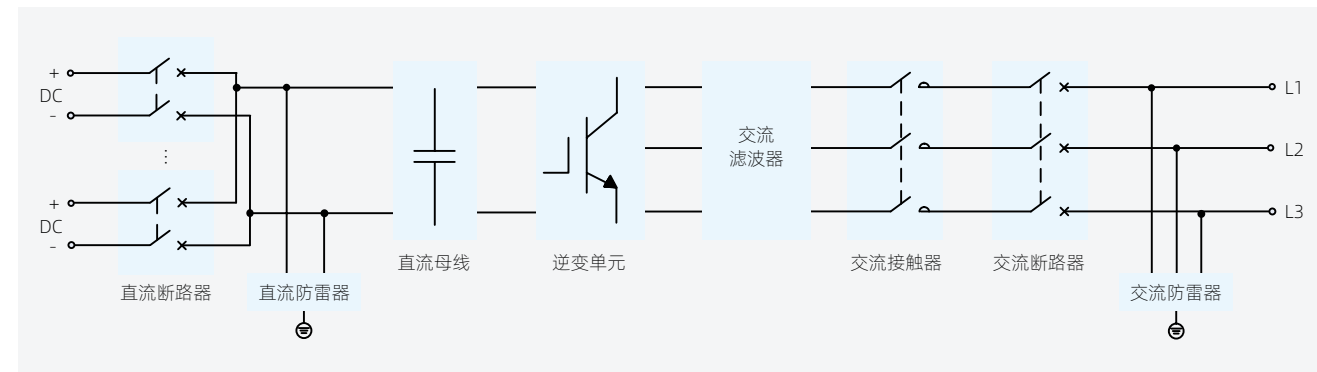 +
DC
-
⋮
+
DC
-
直流断路器
直流防雷器
直流母线
逆变单元
交流
滤波器
交流接触器
交流断路器
交流防雷器
L1
L2
L3